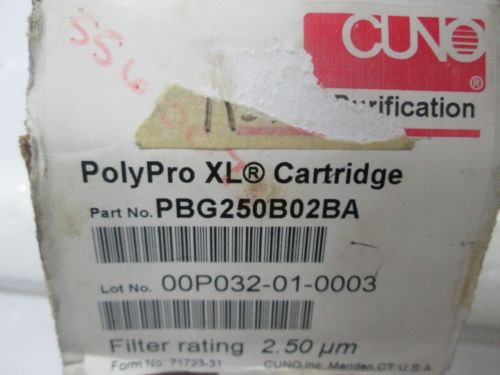 CUNO
®
Purification
PolyPro XL® Cartridge
Part No. PBG250B02BA
Lot No. 00P032-01-0003
Filter rating 2.50 µm
Form No. 71723-31 CUNO Inc., Meriden, CT U.S.A.